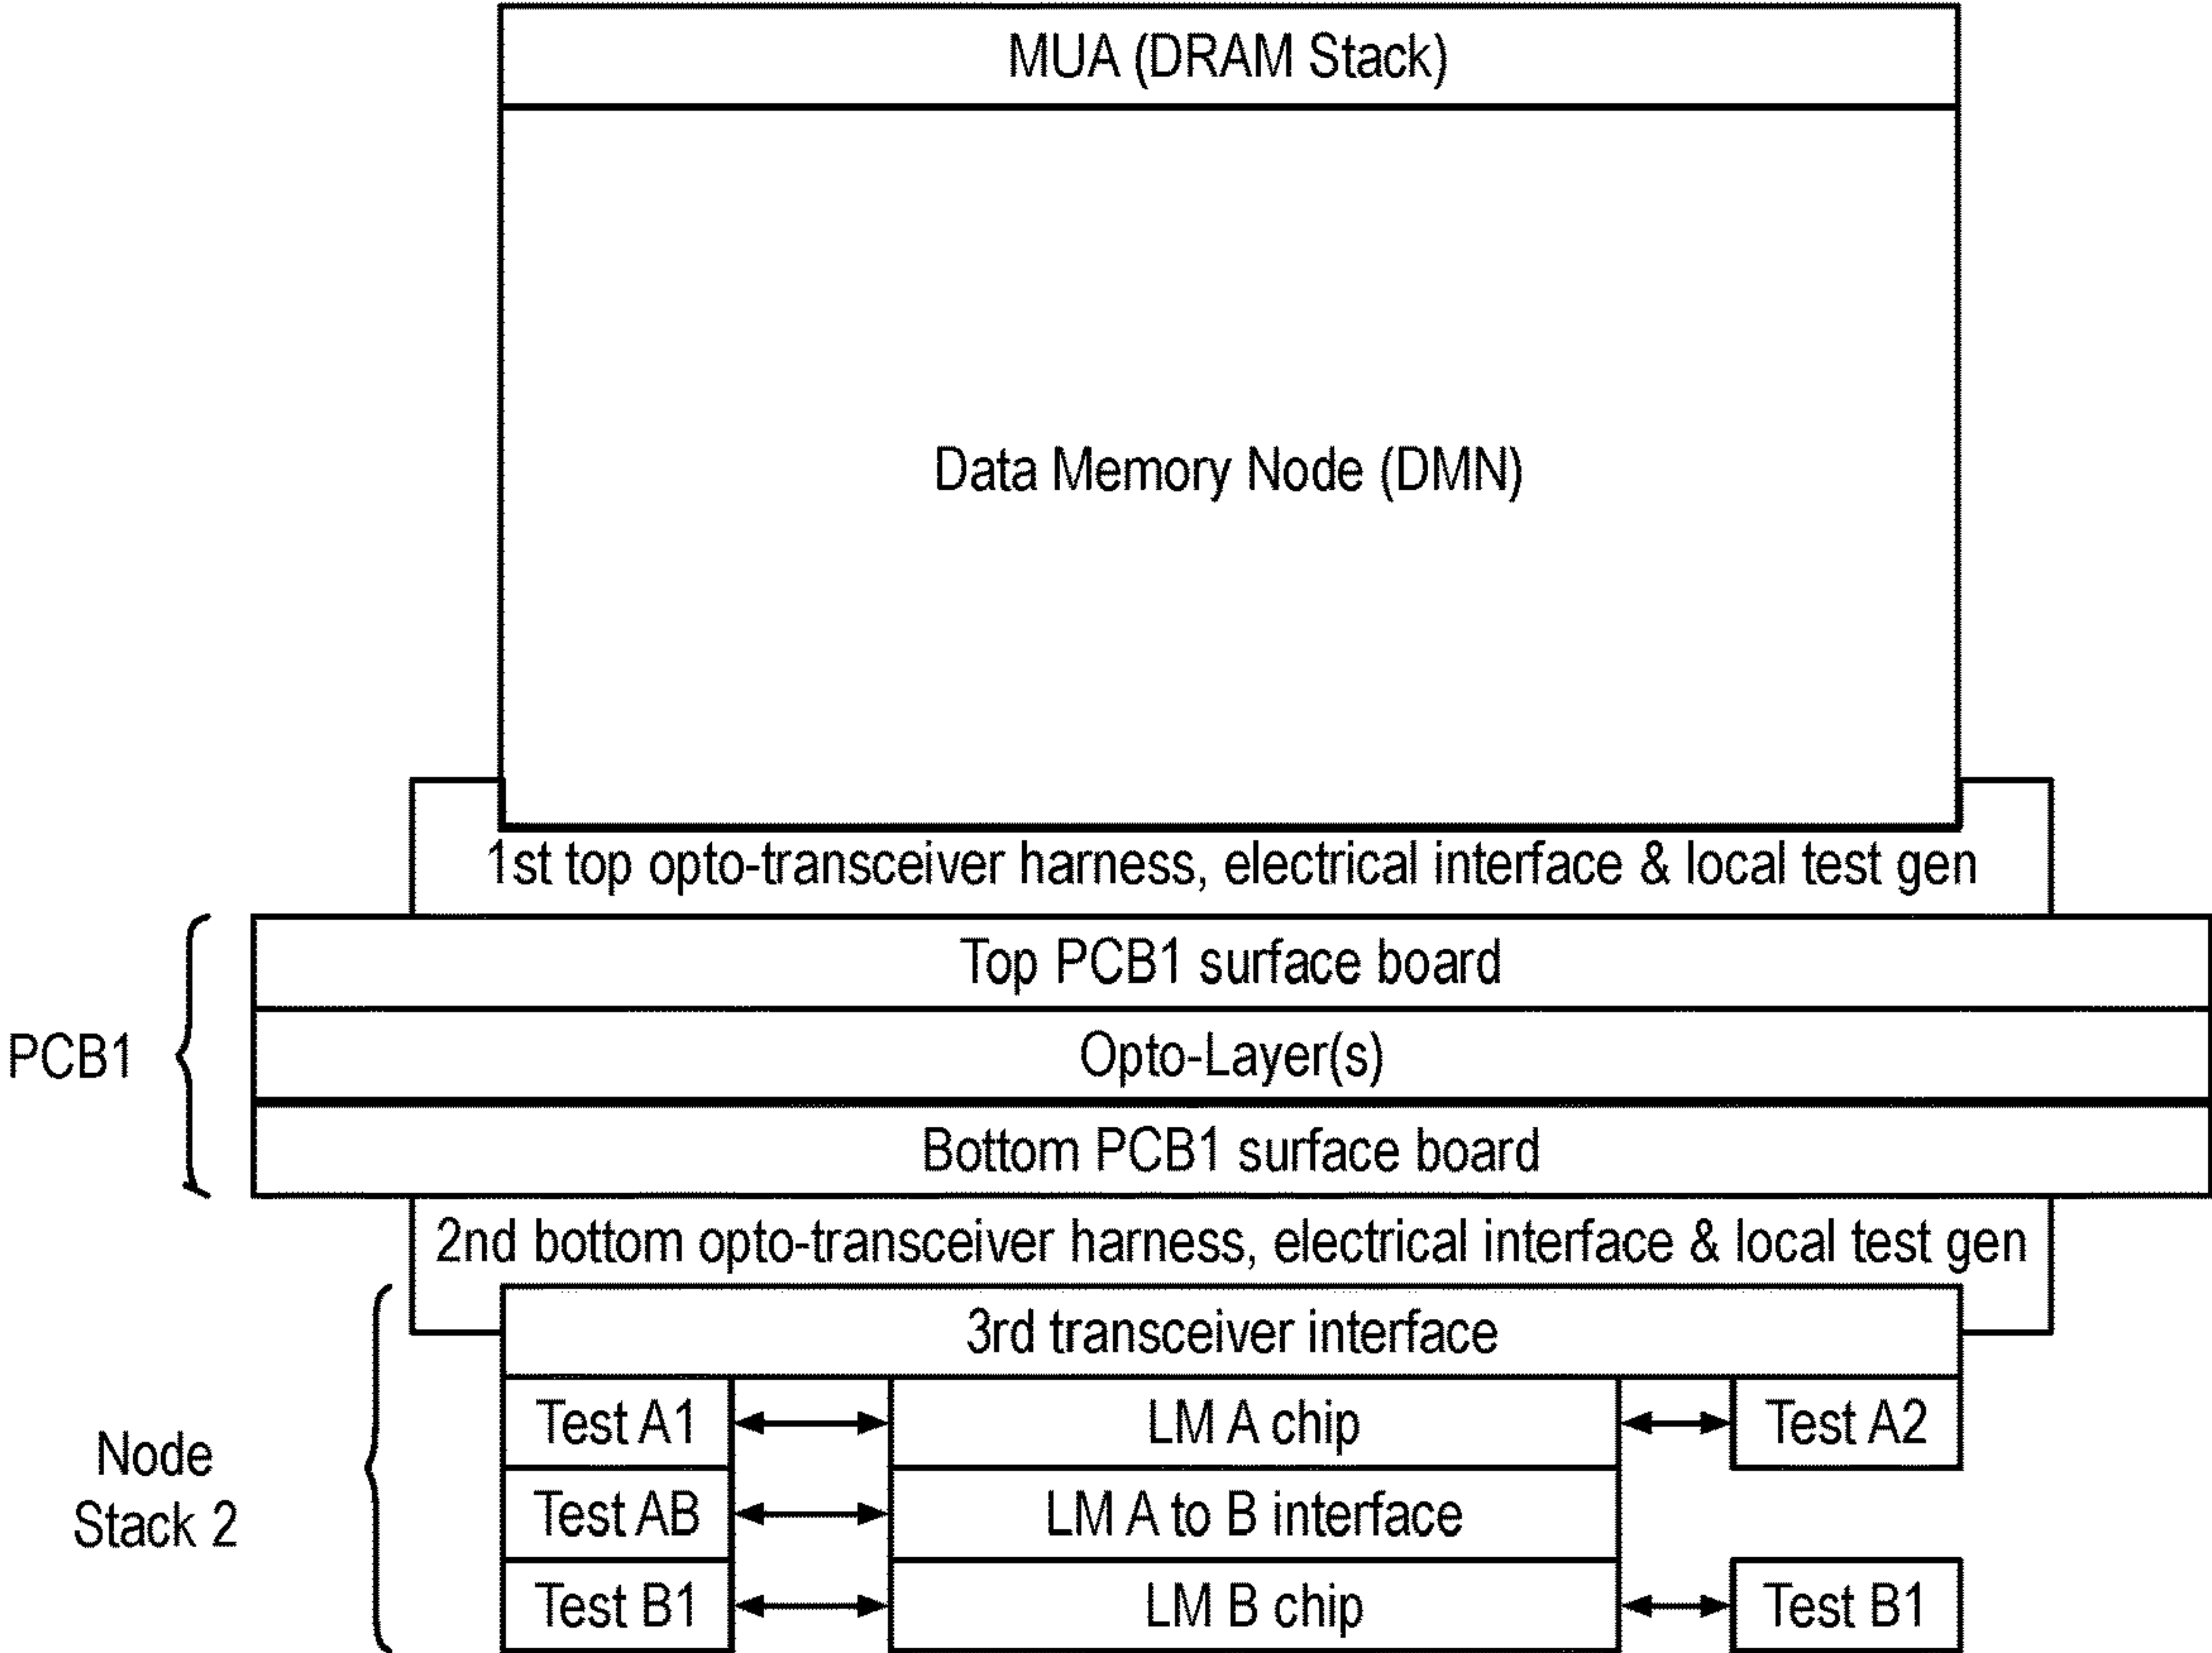 MUA (DRAM Stack)
Data Memory Node (DMN)
1st top opto-transceiver harness, electrical interface & local test gen
Top PCB1 surface board
PCB1
Opto-Layer(s)
Bottom PCB1 surface board
2nd bottom opto-transceiver harness, electrical interface & local test gen
3rd transceiver interface
Node
Stack 2
Test A1
LM A chip
Test A2
Test AB
LM A to B interface
Test B1
LM B chip
Test B1